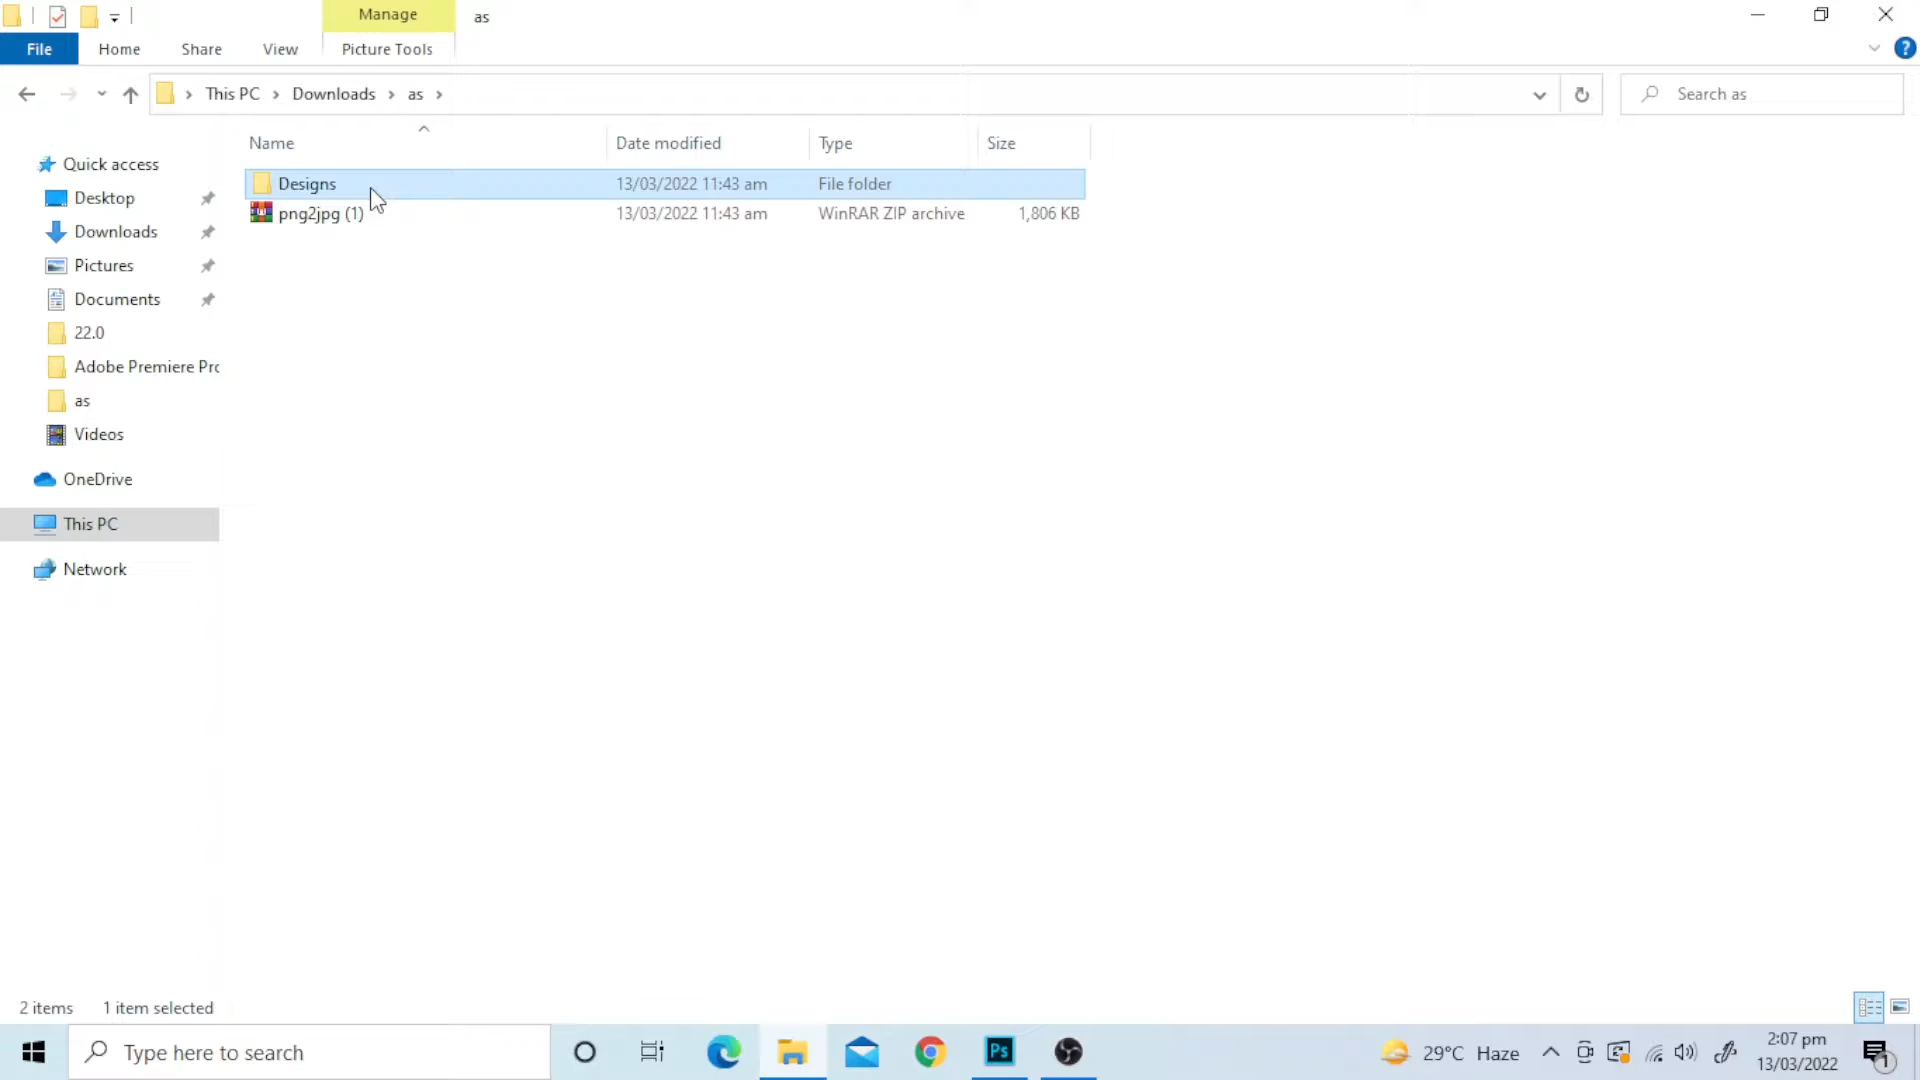 Manage
as
File
Home
Share
View
Picture Tools
This PC
Downloads
as
Search as
Name
Date modified
Type
Size
Quick access
Desktop
Downloads
Pictures
Documents
22.0
Adobe Premiere Pro
as
Videos
OneDrive
This PC
Network
Designs 13/03/2022 11:43 am File folder
png2jpg (1) 13/03/2022 11:43 am WinRAR ZIP archive 1,806 KB
2 items 1 item selected
Type here to search
Ps
29°C Haze
2:07 pm
13/03/2022
1